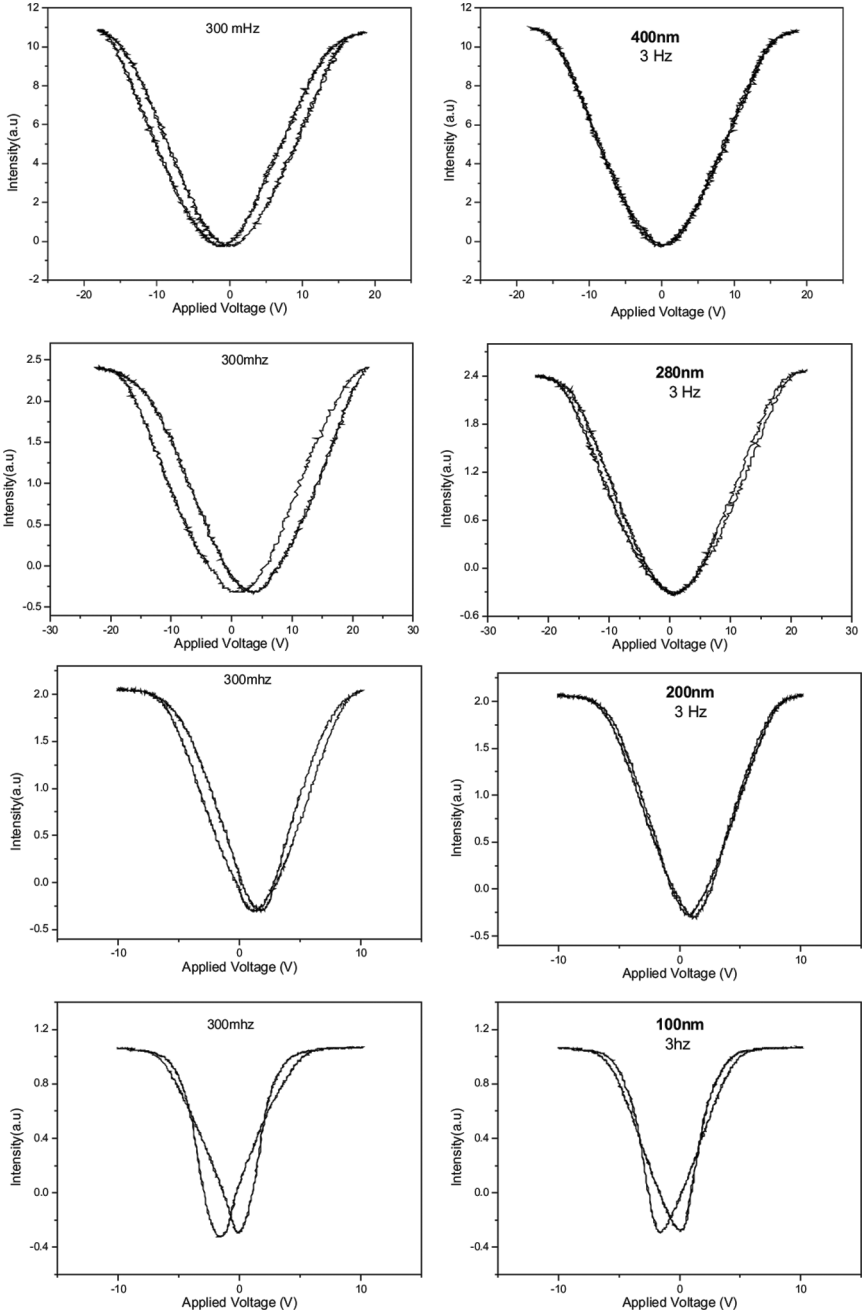 300 mHz
12
10
8
6
4
2
0
-2
Intensity(a.u)
-20 -10 0 10 20
Applied Voltage (V)
400nm
3 Hz
12
10
8
6
4
2
0
-2
Intensity (a.u)
-20 -10 0 10 20
Applied Voltage (V)
300mhz
2.5
2.0
1.5
1.0
0.5
0.0
-0.5
Intensity(a.u)
-30 -20 -10 0 10 20 30
Applied Voltage (V)
280nm
3 Hz
2.4
1.8
1.2
0.6
0.0
-0.6
Intensity(a.u)
-30 -20 -10 0 10 20 30
Applied Voltage (V)
300mhz
2.0
1.5
1.0
0.5
0.0
-0.5
Intensity(a.u)
-10 0 10
Applied Voltage (V)
200nm
3 Hz
2.0
1.5
1.0
0.5
0.0
-0.5
Intensity(a.u)
-10 0 10
Applied Voltage (V)
300mhz
1.2
0.8
0.4
0.0
-0.4
Intensity(a.u)
-10 0 10
Applied Voltage (V)
100nm
3hz
1.2
0.8
0.4
0.0
-0.4
Intensity(a.u)
-10 0 10
Applied Voltage (V)